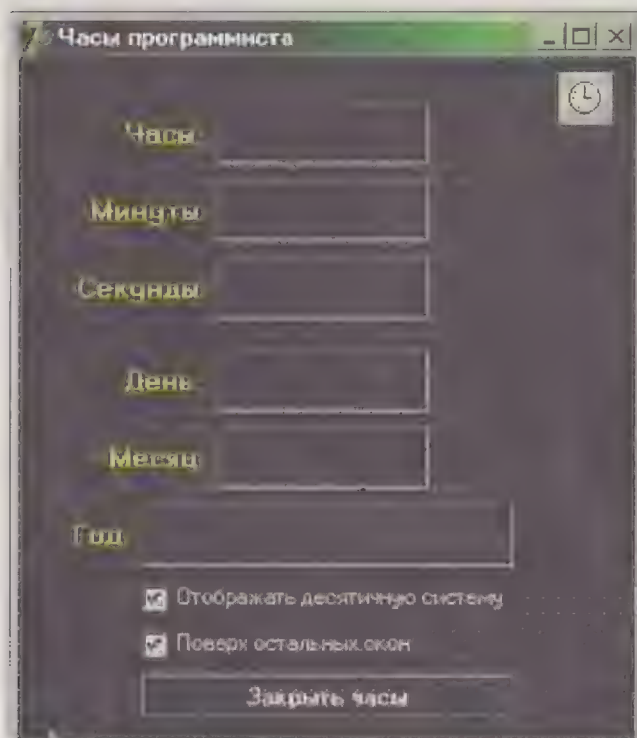 Часы программиста
Часы
Минуты
Секунды
День
Месяц
Год
Отображать десятичную систему
Поверх остальных окон
Закрыть часы